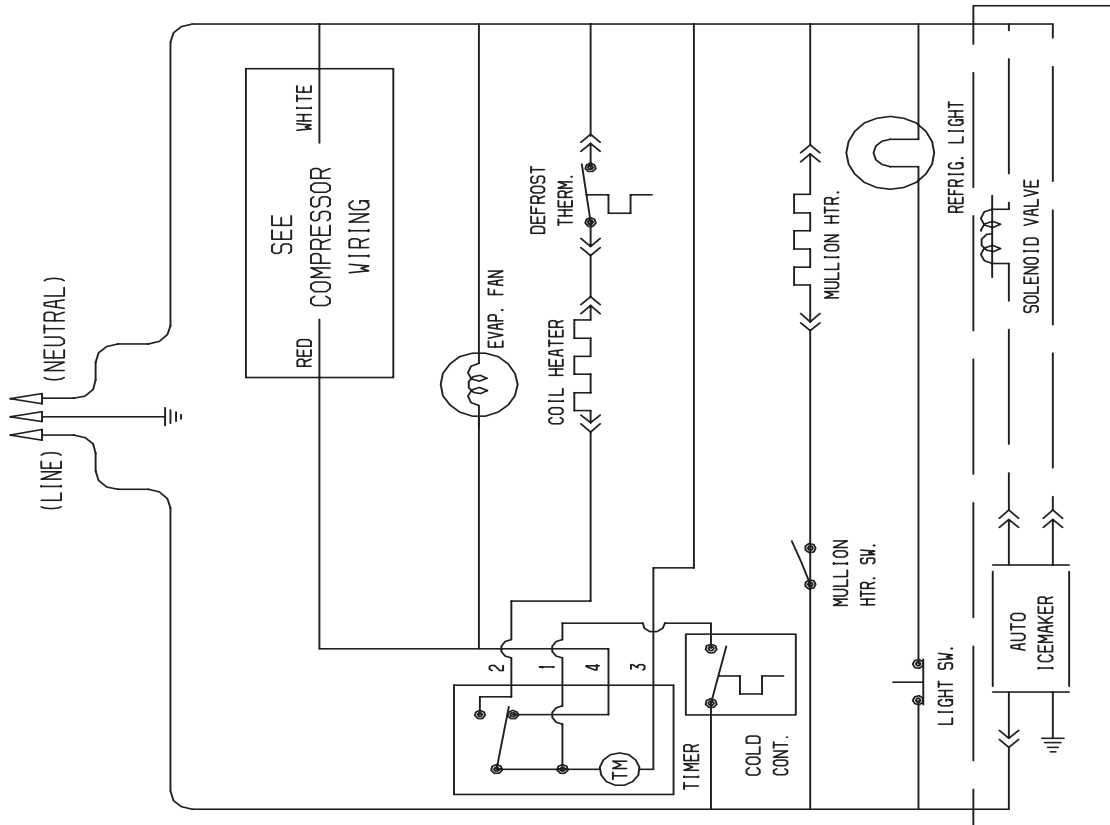 (LINE)
(NEUTRAL)
RED
WHITE
SEE
COMPRESSOR
WIRING
EVAP. FAN
COIL HEATER
DEFROST
THERM.
2
1
4
3
TM
TIMER
COLD
CONT.
MULLION
HTR. SW.
MULLION HTR.
LIGHT SW.
REFRIG. LIGHT
SOLENOID VALVE
AUTO
ICEMAKER